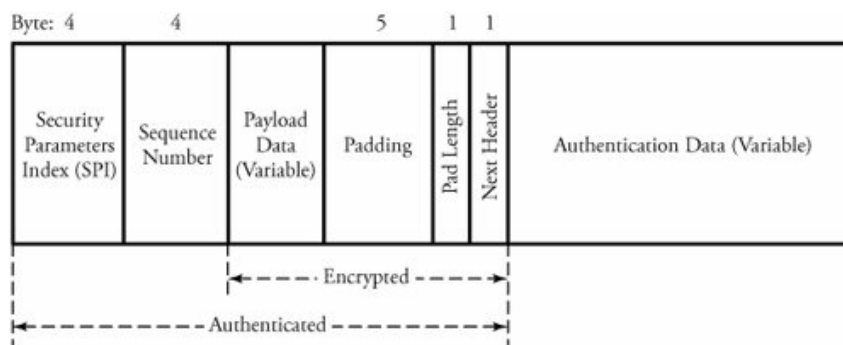 Byte: 4 4 5 1 1
Security
Parameters
Index (SPI)
Sequence
Number
Payload
Data
(Variable)
Padding
Pad Length
Next Header
Authentication Data (Variable)
Encrypted
Authenticated